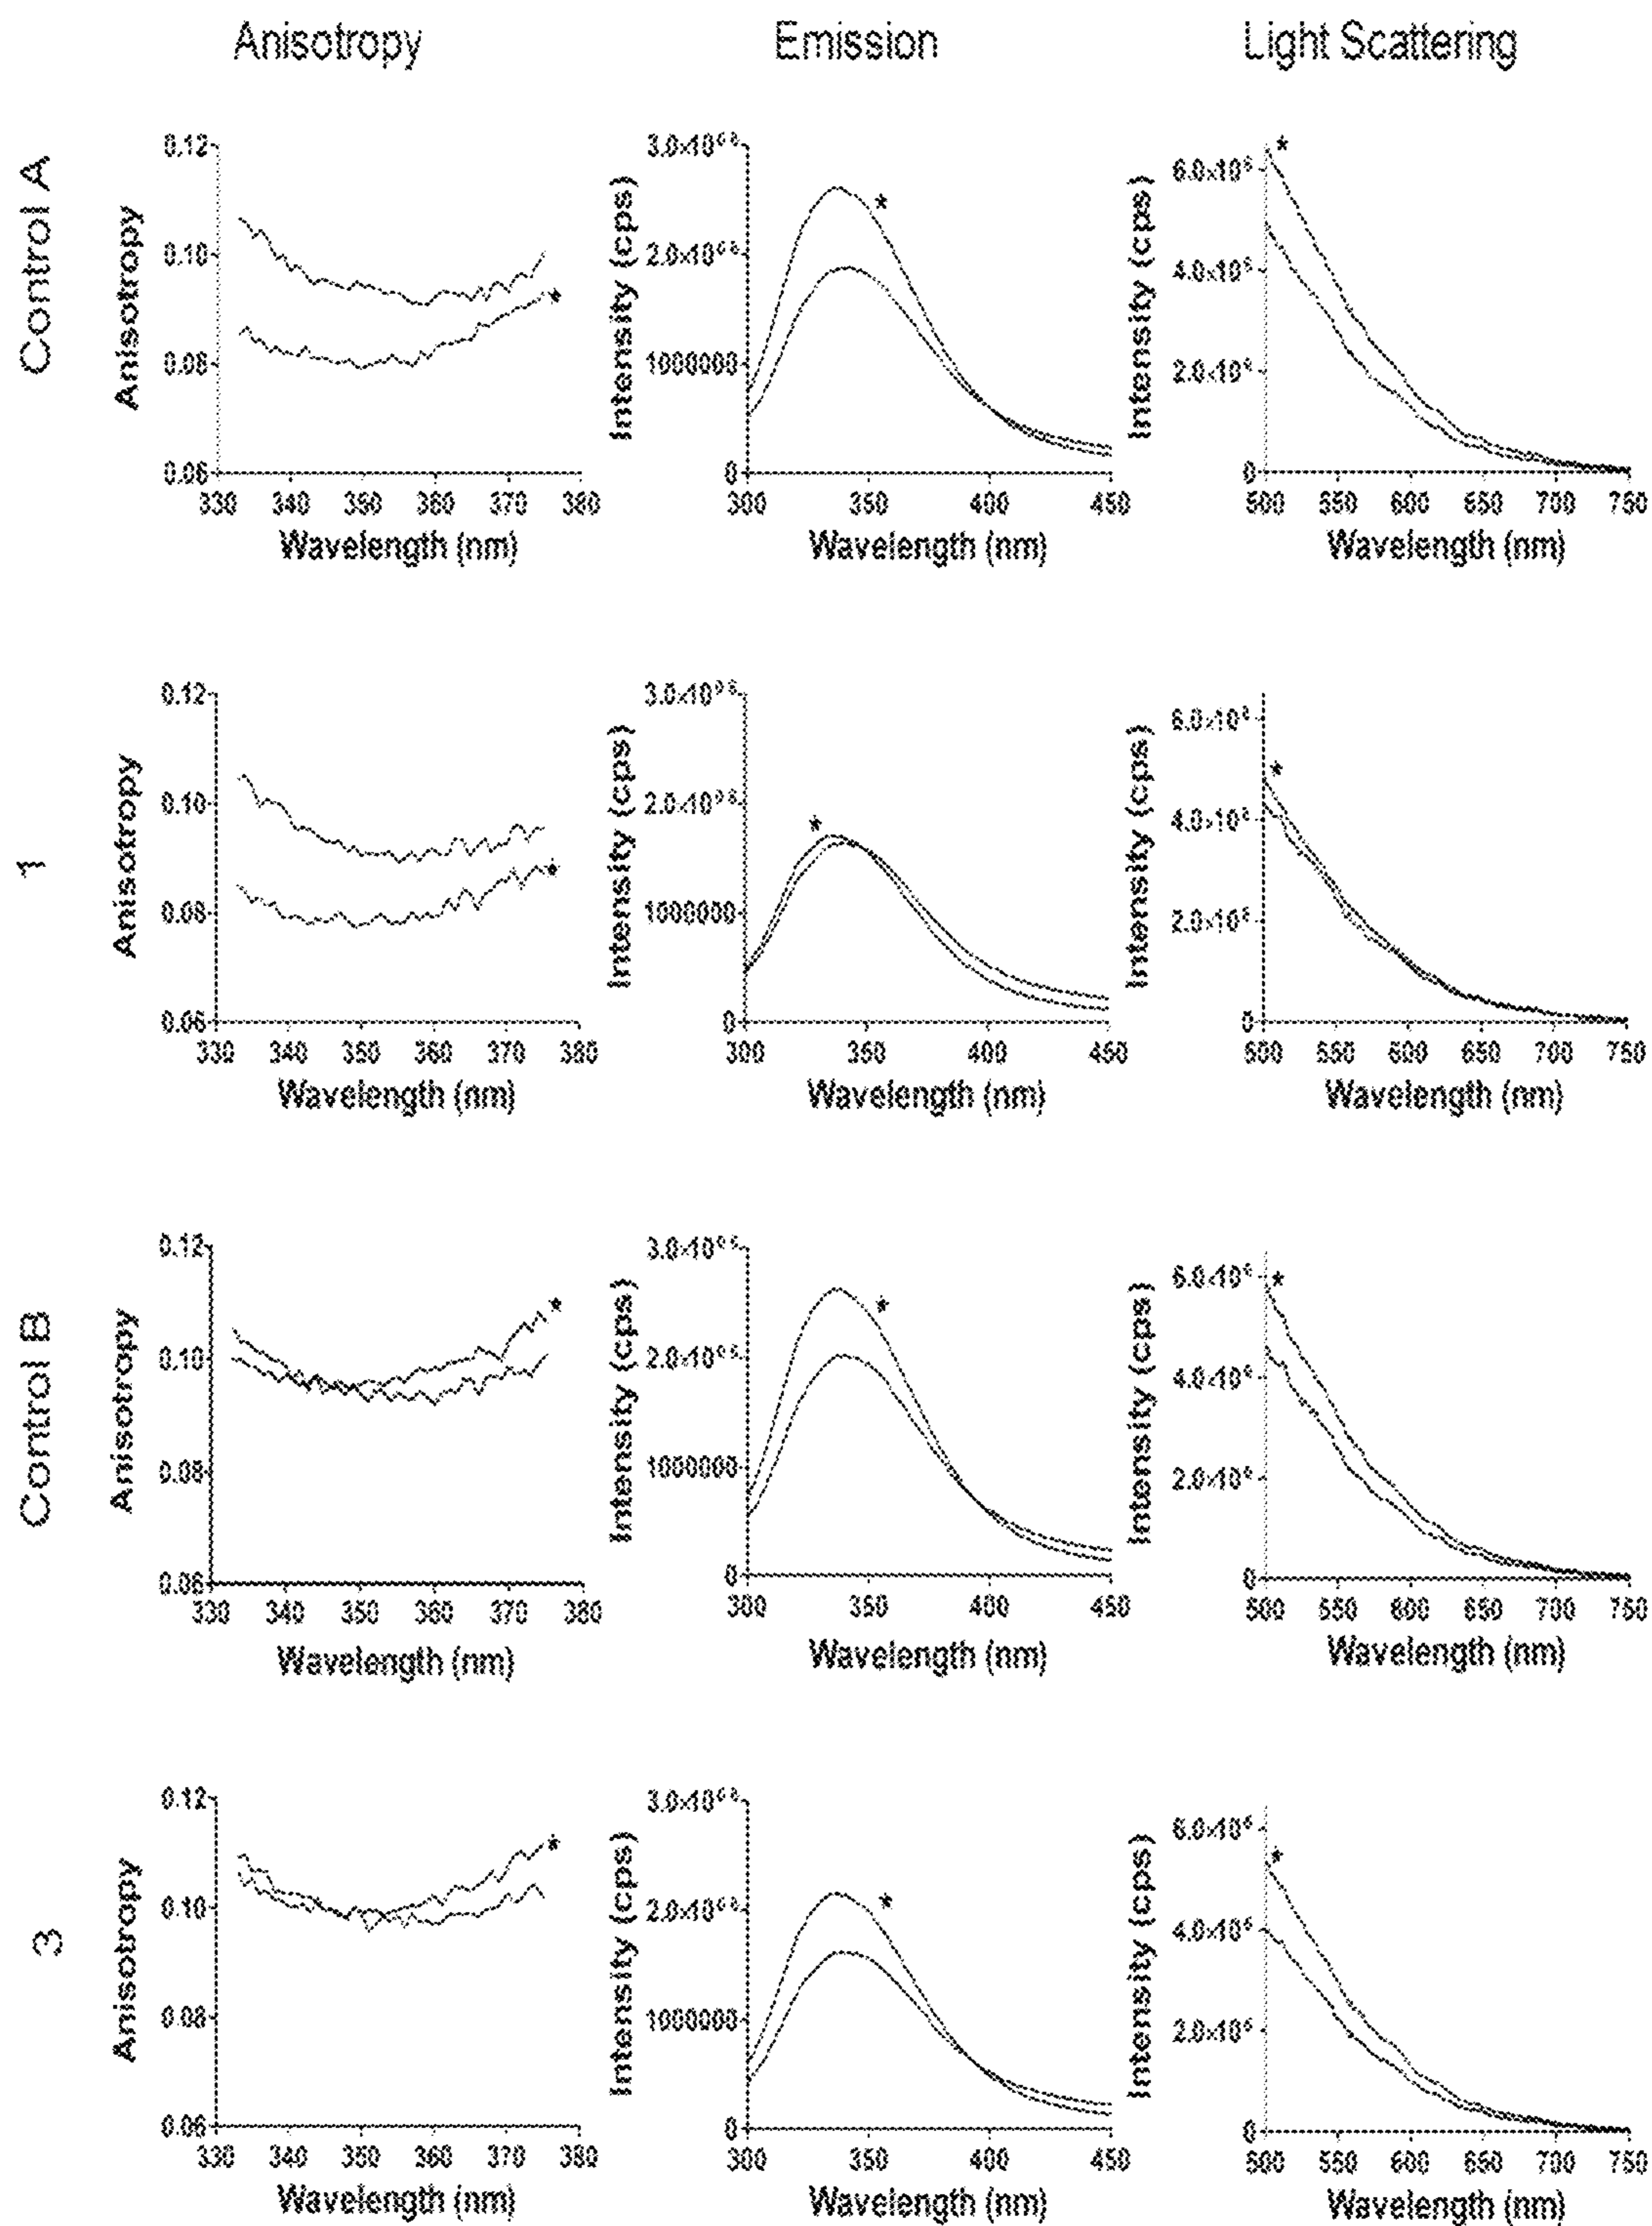 Anisotropy Emission Light Scattering
Control A
Anisotropy
0.12
0.10
0.08
0.06
330 340 350 360 370 380
Wavelength (nm)
*
Intensity (cps)
1000000
0
300 350 400 450
Wavelength (nm)
*
Intensity (cps)
0
500 550 600 650 700 750
Wavelength (nm)
*
1
Anisotropy
0.12
0.10
0.08
0.06
330 340 350 360 370 380
Wavelength (nm)
*
Intensity (cps)
1000000
0
300 350 400 450
Wavelength (nm)
*
Intensity (cps)
0
500 550 600 650 700 750
Wavelength (nm)
*
Control B
Anisotropy
0.12
0.10
0.08
0.06
330 340 350 360 370 380
Wavelength (nm)
*
Intensity (cps)
1000000
0
300 350 400 450
Wavelength (nm)
*
Intensity (cps)
0
500 550 600 650 700 750
Wavelength (nm)
*
3
Anisotropy
0.12
0.10
0.08
0.06
330 340 350 360 370 380
Wavelength (nm)
*
Intensity (cps)
1000000
0
300 350 400 450
Wavelength (nm)
*
Intensity (cps)
0
500 550 600 650 700 750
Wavelength (nm)
*